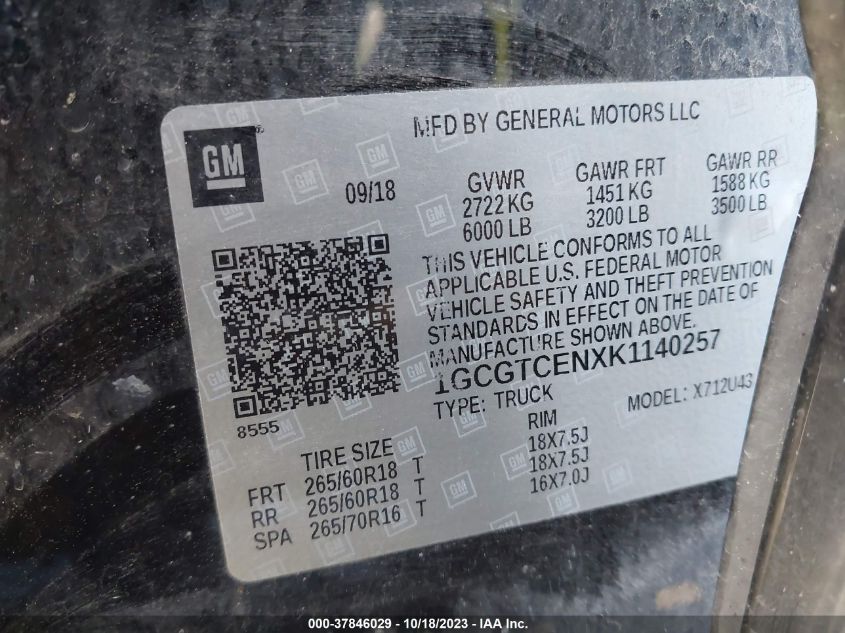 MFD BY GENERAL MOTORS LLC
GM
09/18
GVWR
2722 KG
6000 LB
GAWR FRT
1451 KG
3200 LB
GAWR RR
1588 KG
3500 LB
THIS VEHICLE CONFORMS TO ALL
APPLICABLE U.S. FEDERAL MOTOR
VEHICLE SAFETY AND THEFT PREVENTION
STANDARDS IN EFFECT ON THE DATE OF
MANUFACTURE SHOWN ABOVE.
1GCGTCENXK1140257
TYPE: TRUCK
MODEL: X712U43
8555
TIRE SIZE RIM
FRT 265/60R18 T 18X7.5J
RR 265/60R18 T 18X7.5J
SPA 265/70R16 T 16X7.0J
000-37846029 - 10/18/2023 - IAAI.com